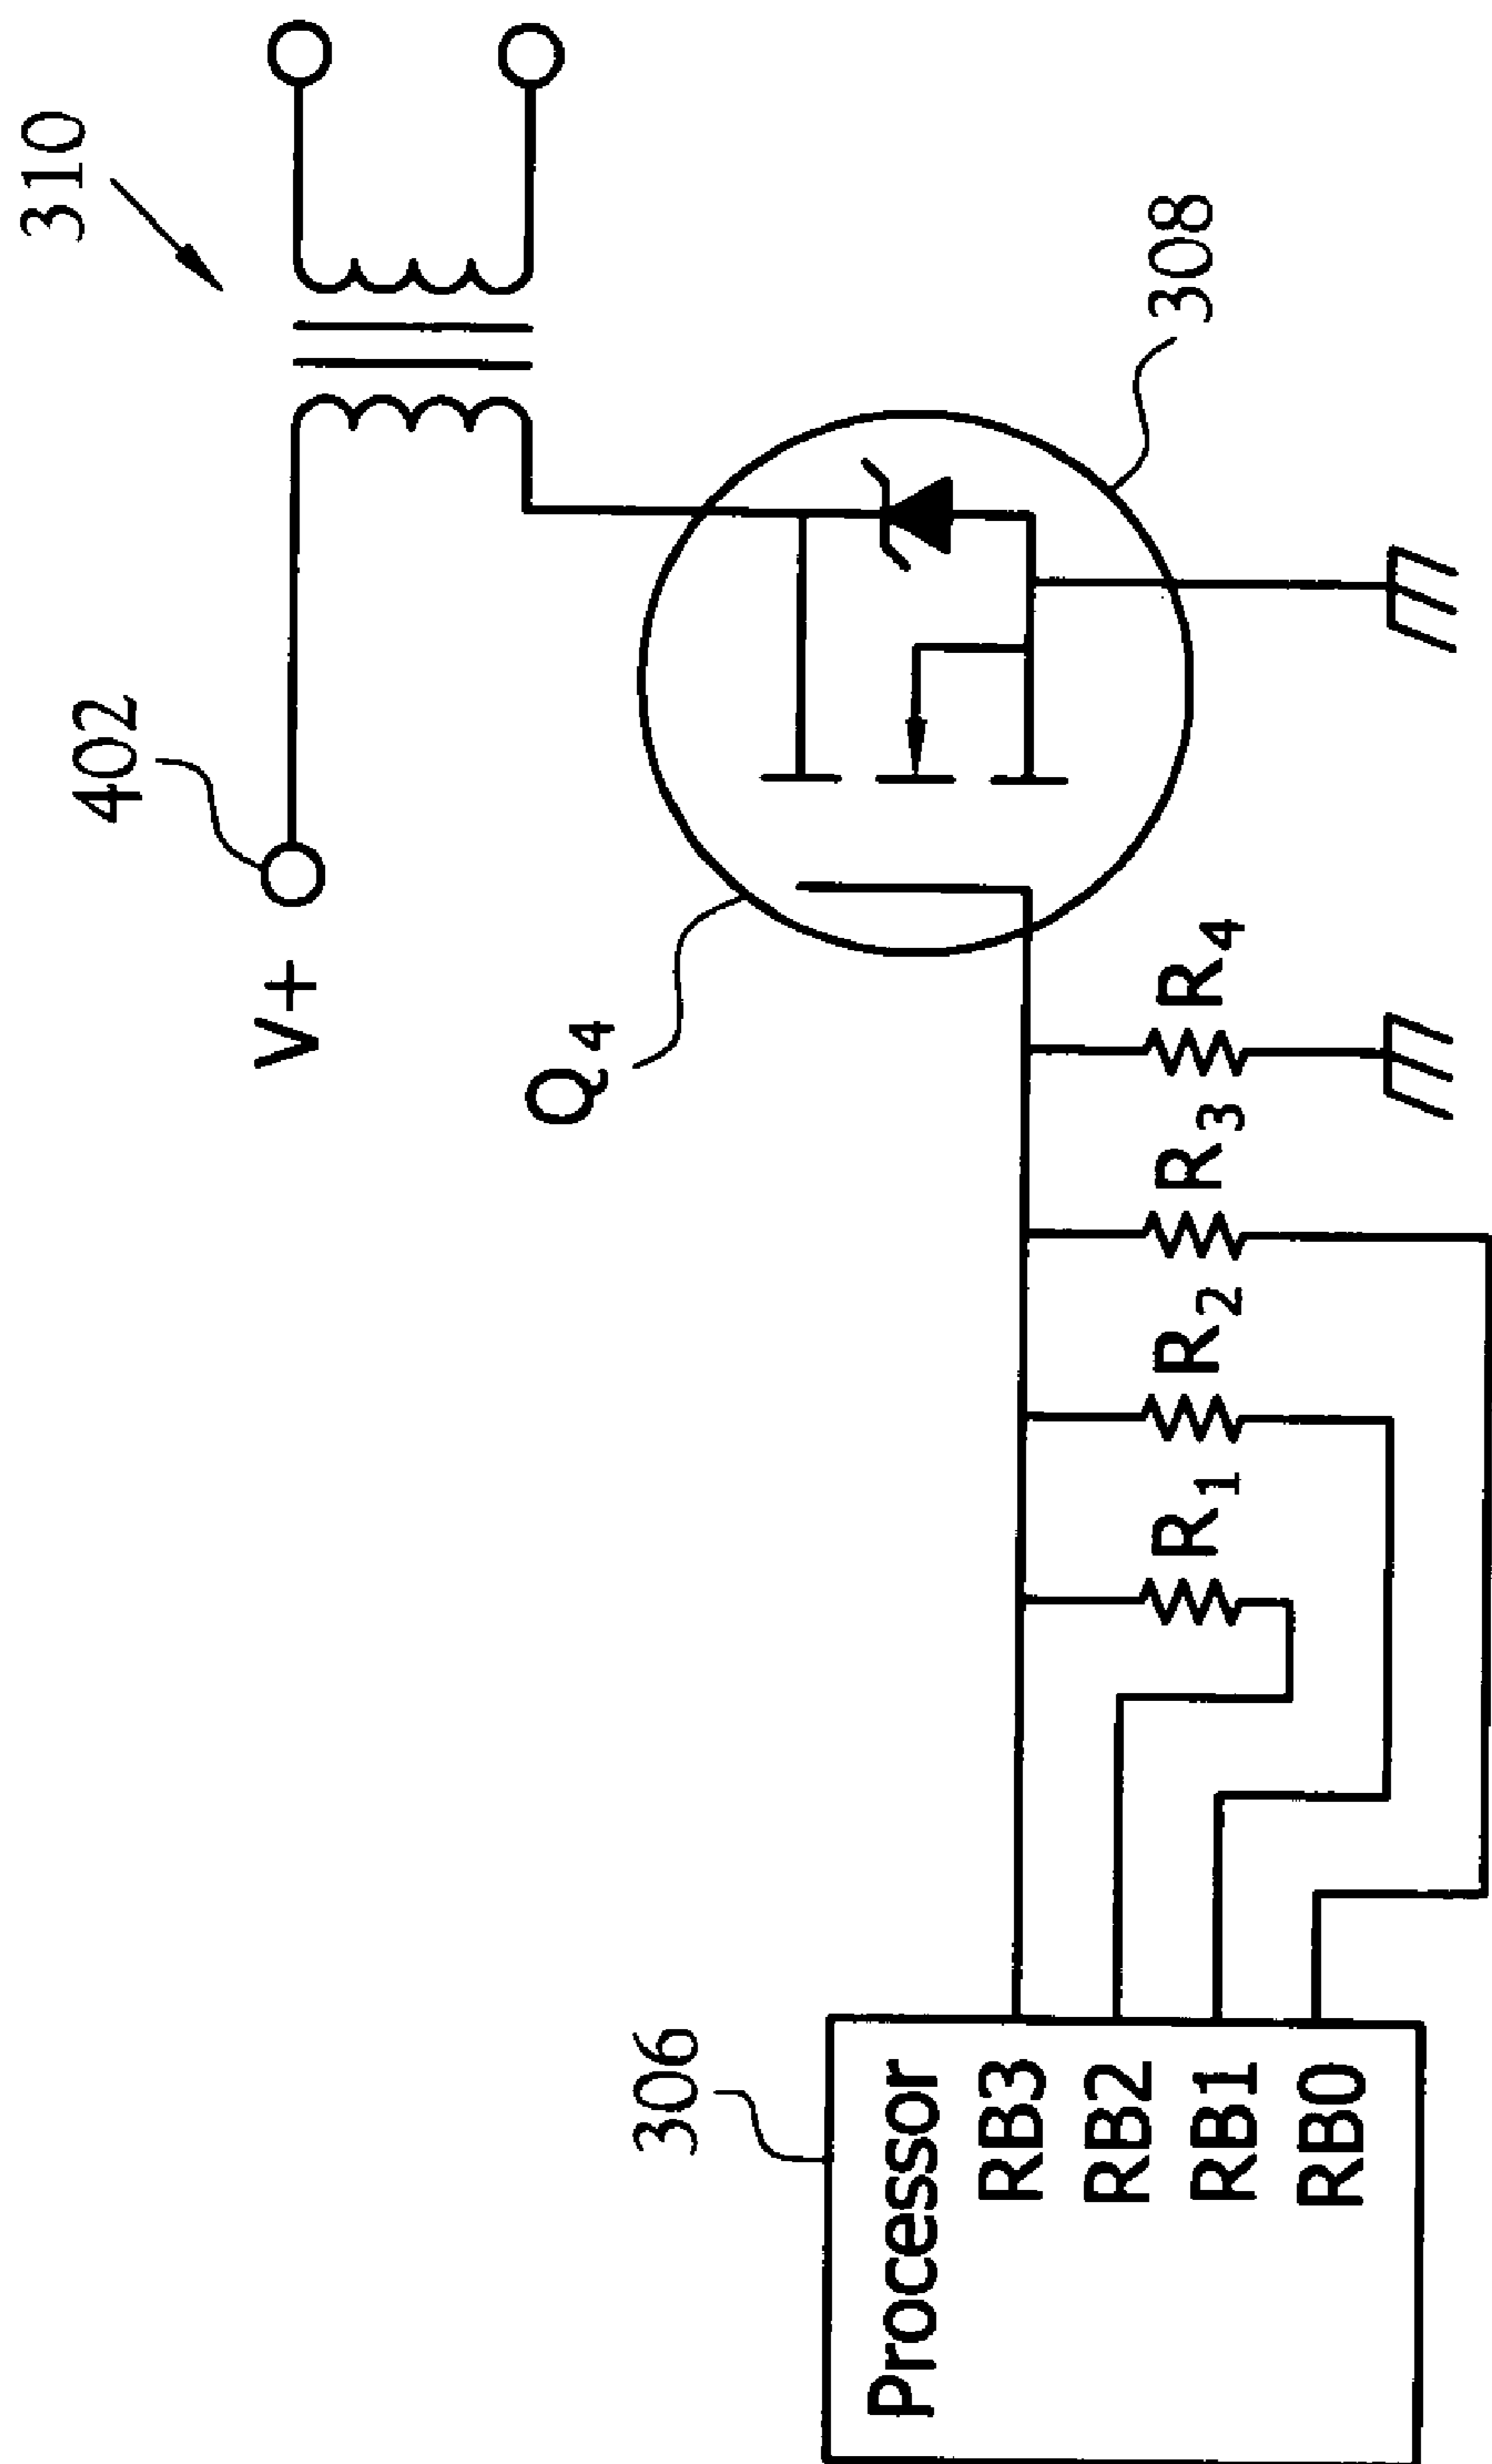 310
402
V+
308
Q4
R1
R2
R3
R4
306
Processor
RB3
RB2
RB1
RB0